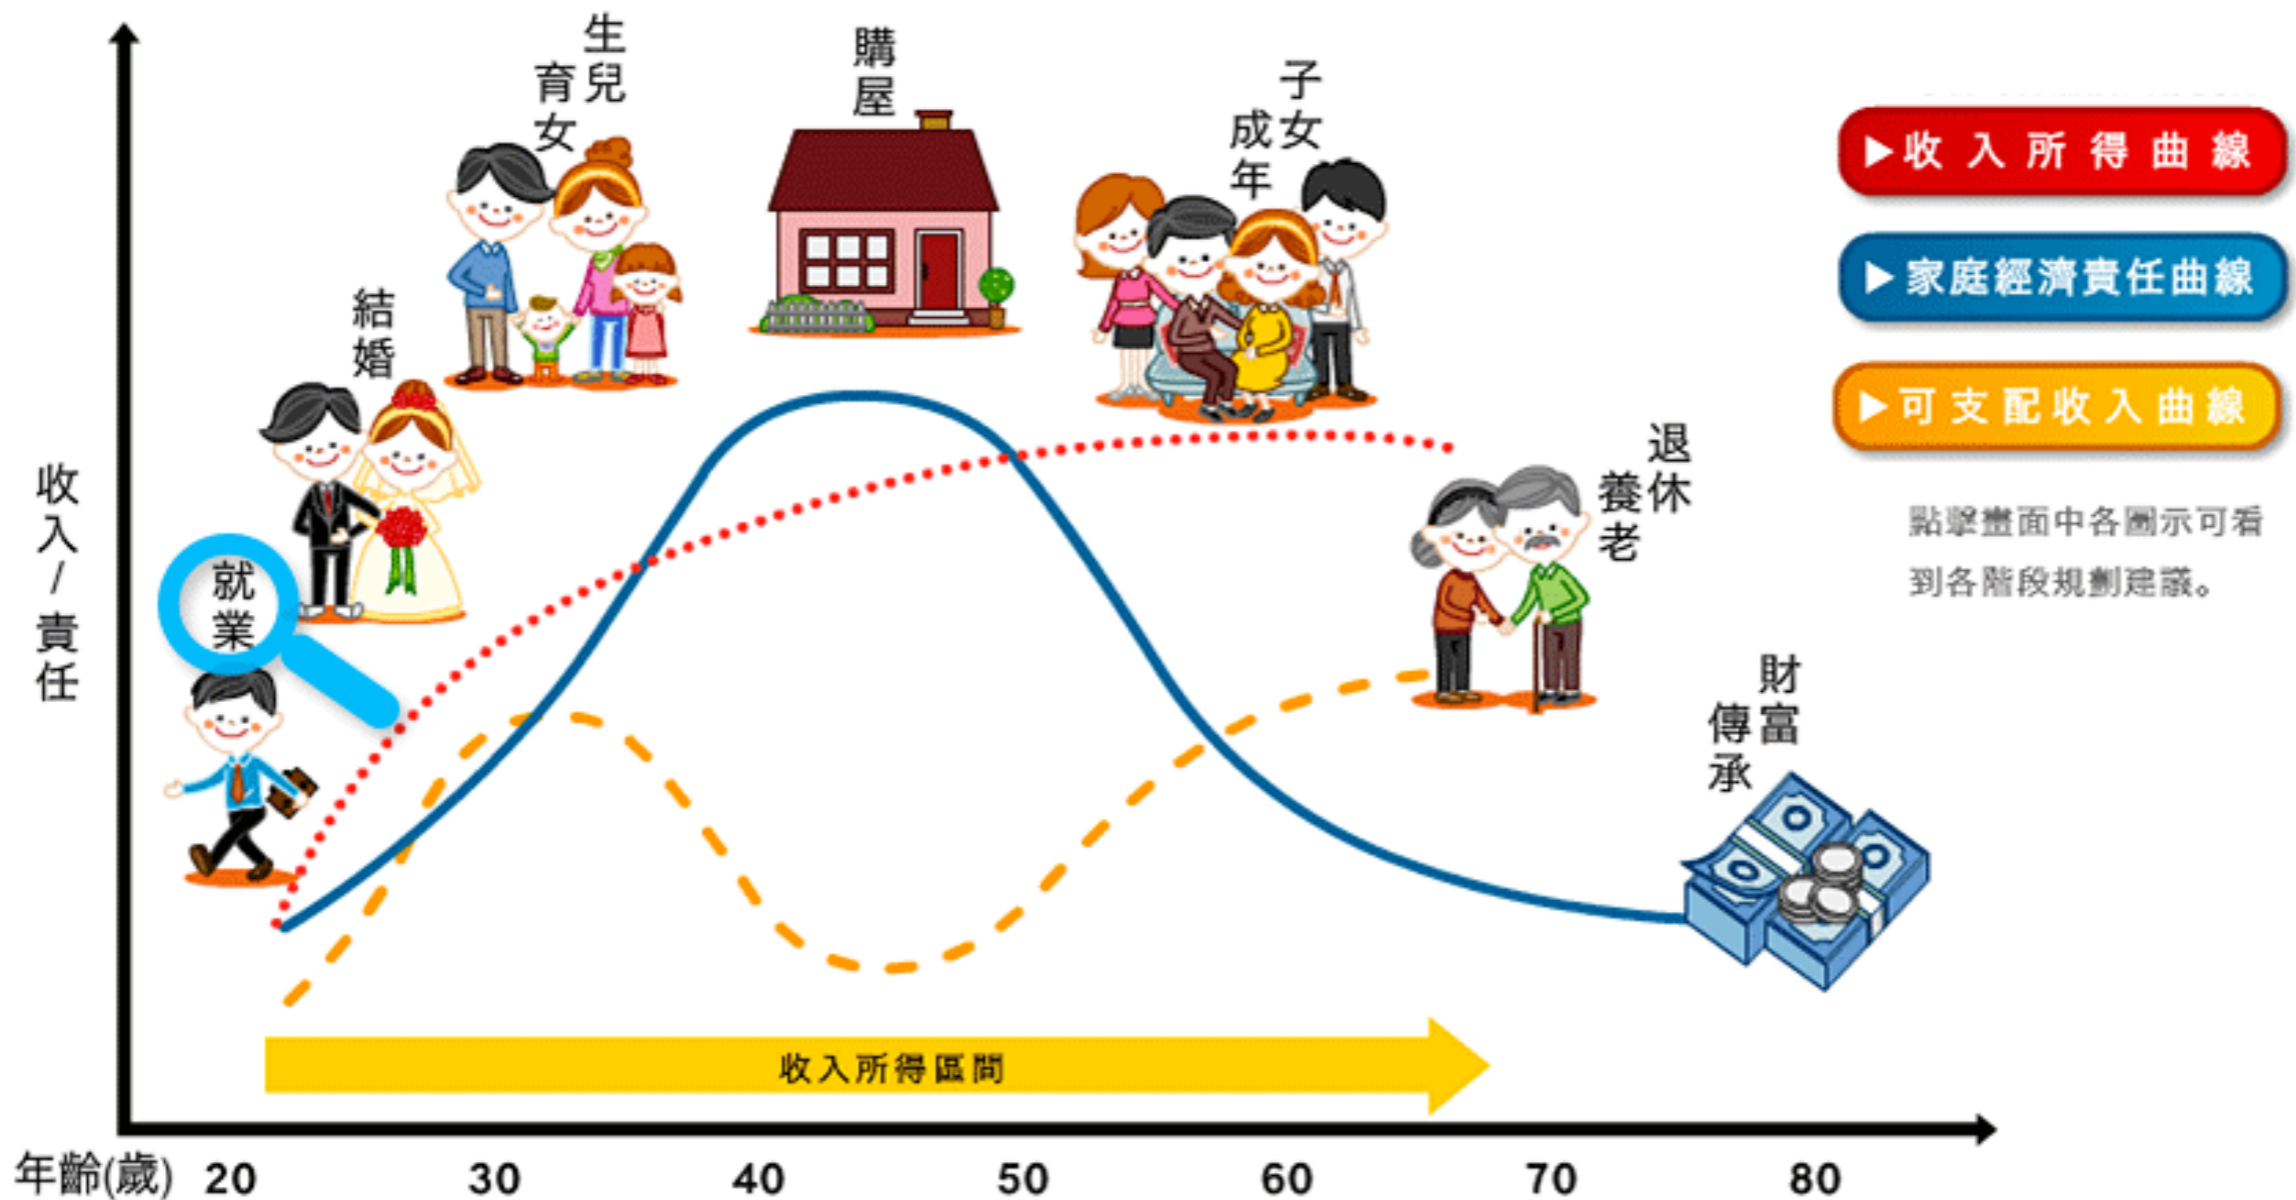 生兒
育女
購屋
子女
成年
結婚
就業
退休
養老
財富
傳承
收入/責任
▶收入所得曲線
▶家庭經濟責任曲線
▶可支配收入曲線
點擊畫面中各圖示可看
到各階段規劃建議。
收入所得區間
年齡(歲) 20 30 40 50 60 70 80